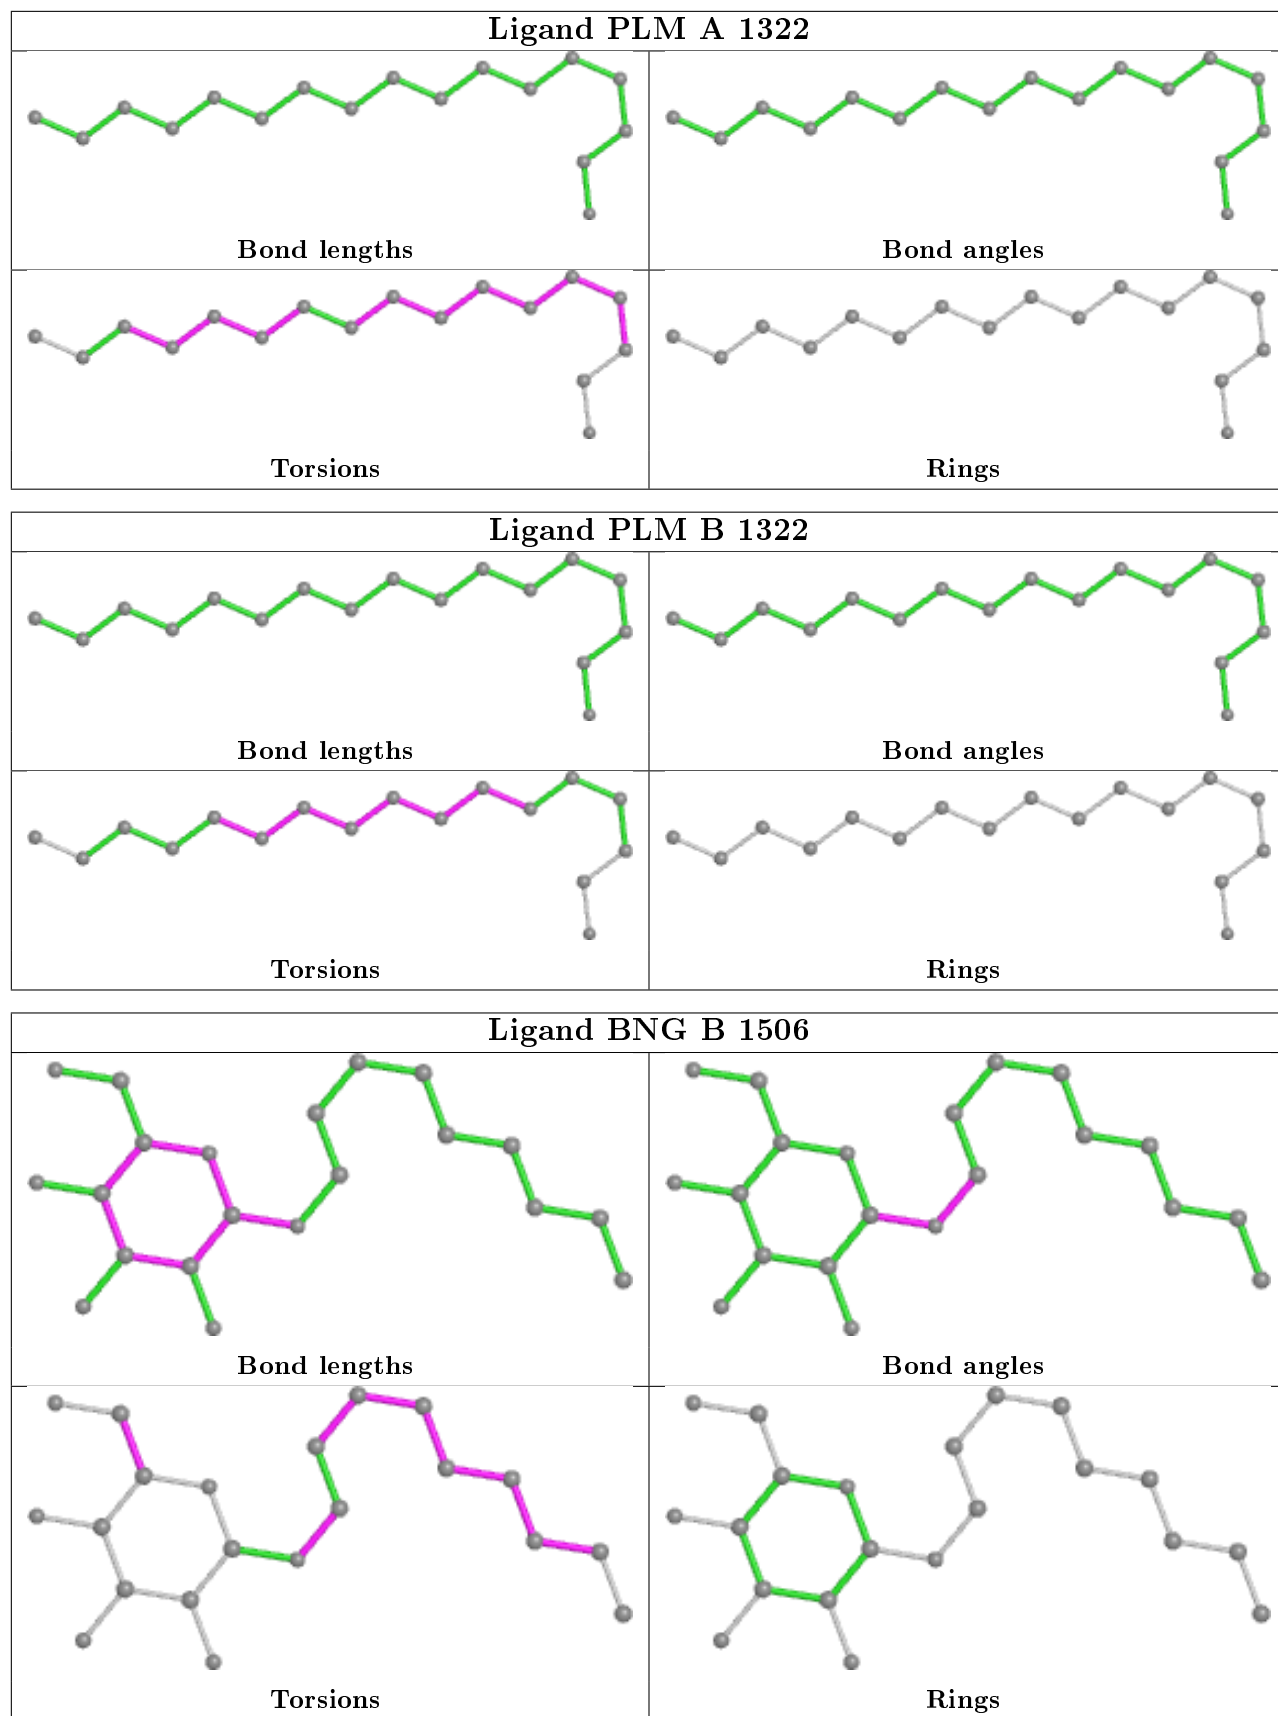 Ligand PLM A 1322
Bond lengths
Bond angles
Torsions
Rings
Ligand PLM B 1322
Bond lengths
Bond angles
Torsions
Rings
Ligand BNG B 1506
Bond lengths
Bond angles
Torsions
Rings